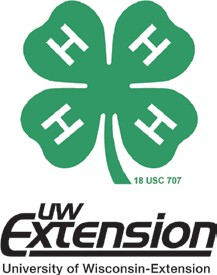 H H
H H
18 USC 707
UW
Extension
University of Wisconsin-Extension